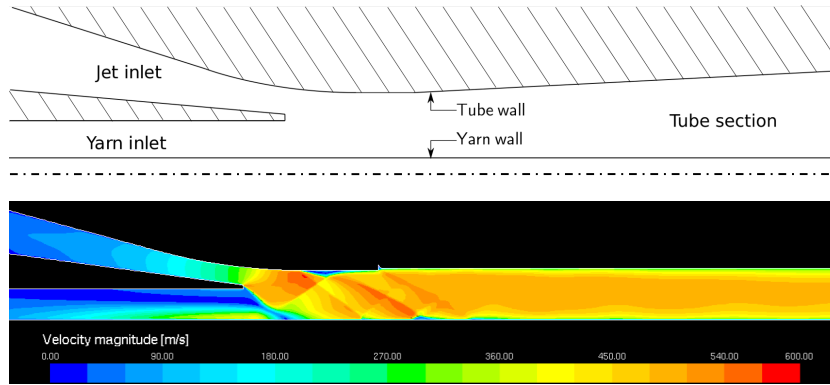 Jet inlet
Tube wall
Tube section
Yarn inlet
Yarn wall
Velocity magnitude [m/s]
0.00 90.00 180.00 270.00 360.00 450.00 540.00 600.00